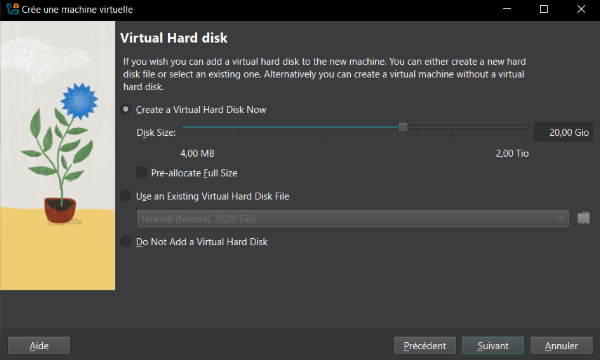 Crée une machine virtuelle
Virtual Hard disk
If you wish you can add a virtual hard disk to the new machine. You can either create a new hard
disk file or select an existing one. Alternatively you can create a virtual machine without a virtual
hard disk.
Create a Virtual Hard Disk Now
Disk Size:
20,00 Gio
4,00 MB
2,00 Tio
Pre-allocate Full Size
Use an Existing Virtual Hard Disk File
1ere.vdi (Normal, 20,00 Gio)
Do Not Add a Virtual Hard Disk
Aide
Précédent
Suivant
Annuler